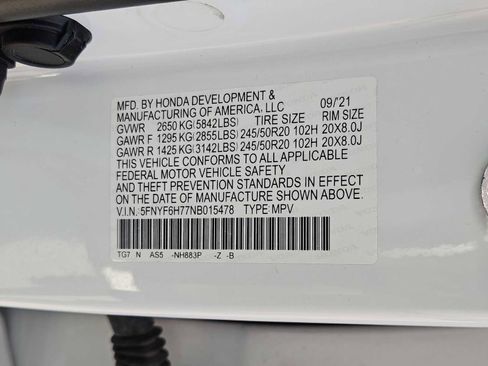 MFD. BY HONDA DEVELOPMENT &
MANUFACTURING OF AMERICA, LLC 09/'21
GVWR 2650 KG(5842LBS) TIRE SIZE RIM SIZE
GAWR F 1295 KG(2855LBS) 245/50R20 102H 20X8.0J
GAWR R 1425 KG(3142LBS) 245/50R20 102H 20X8.0J
THIS VEHICLE CONFORMS TO ALL APPLICABLE
FEDERAL MOTOR VEHICLE SAFETY
AND THEFT PREVENTION STANDARDS IN EFFECT
ON THE DATE OF MANUFACTURE SHOWN ABOVE.
V.I.N. 5FNYF6H77NB015478 TYPE: MPV
TG7 N AS5 -NH883P -Z -B